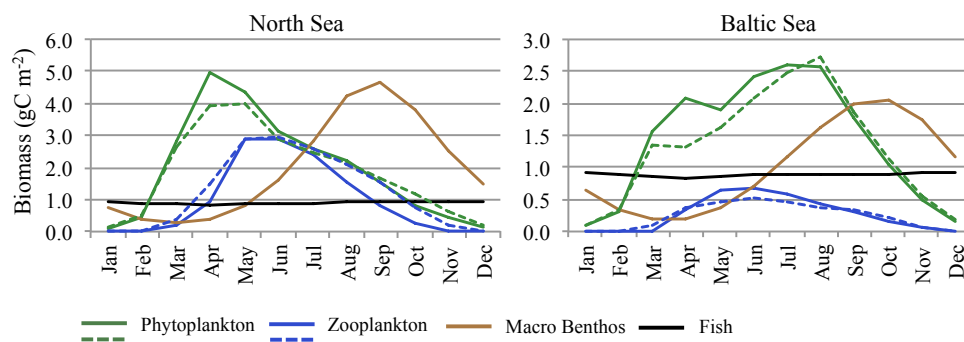 North Sea
Baltic Sea
Biomass (gC m-2)
6.0
5.0
4.0
3.0
2.0
1.0
0.0
Jan Feb Mar Apr May Jun Jul Aug Sep Oct Nov Dec
3.0
2.5
2.0
1.5
1.0
0.5
0.0
Jan Feb Mar Apr May Jun Jul Aug Sep Oct Nov Dec
Phytoplankton Zooplankton Macro Benthos Fish